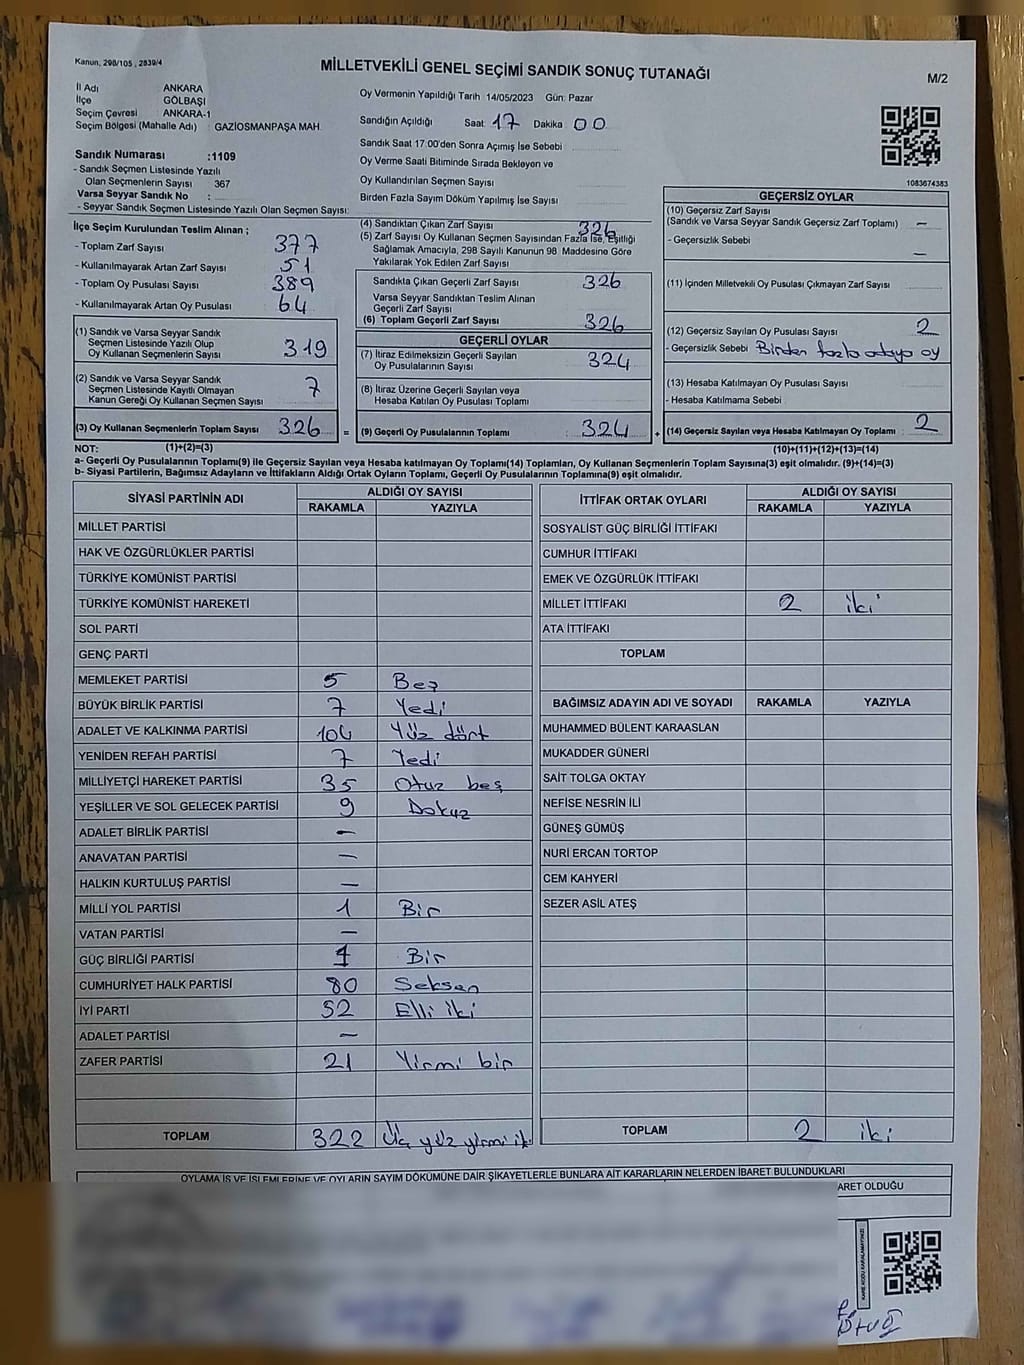 Kanun, 298/105 , 2839/4
MİLLETVEKİLİ GENEL SEÇİMİ SANDIK SONUÇ TUTANAĞI
M/2
İl Adı ANKARA
İlçe GÖLBAŞI
Seçim Çevresi ANKARA-1
Seçim Bölgesi (Mahalle Adı) : GAZİOSMANPAŞA MAH.
Sandık Numarası :1109
- Sandık Seçmen Listesinde Yazılı
Olan Seçmenlerin Sayısı 367
Varsa Seyyar Sandık No :
- Seyyar Sandık Seçmen Listesinde Yazılı Olan Seçmen Sayısı:
Oy Vermenin Yapıldığı Tarih 14/05/2023 Gün: Pazar
Sandığın Açıldığı Saat 17 Dakika 00
Sandık Saat 17.00'den Sonra Açımış İse Sebebi
Oy Verme Saati Bitiminde Sırada Bekleyen ve
Oy Kullandırılan Seçmen Sayısı
Birden Fazla Sayım Döküm Yapılmış İse Sayısı
1083674383
İlçe Seçim Kurulundan Teslim Alınan ;
- Toplam Zarf Sayısı 377
- Kullanılmayarak Artan Zarf Sayısı 51
- Toplam Oy Pusulası Sayısı 389
- Kullanılmayarak Artan Oy Pusulası 64
(1) Sandık ve Varsa Seyyar Sandık
Seçmen Listesinde Yazılı Olup
Oy Kullanan Seçmenlerin Sayısı 319
(2) Sandık ve Varsa Seyyar Sandık
Seçmen Listesinde Kayıtlı Olmayan
Kanun Gereği Oy Kullanan Seçmen Sayısı 7
(3) Oy Kullanan Seçmenlerin Toplam Sayısı 326 =
(4) Sandıktan Çıkan Zarf Sayısı 326
(5) Zarf Sayısı Oy Kullanan Seçmen Sayısından Fazla İse, Eşitliği
Sağlamak Amacıyla, 298 Sayılı Kanunun 98. Maddesine Göre
Yakılarak Yok Edilen Zarf Sayısı
Sandıkta Çıkan Geçerli Zarf Sayısı 326
Varsa Seyyar Sandıktan Teslim Alınan
Geçerli Zarf Sayısı
(6) Toplam Geçerli Zarf Sayısı 326
GEÇERLİ OYLAR
(7) İtiraz Edilmeksizin Geçerli Sayılan
Oy Pusulalarının Sayısı 324
(8) İtiraz Üzerine Geçerli Sayılan veya
Hesaba Katılan Oy Pusulası Toplamı
(9) Geçerli Oy Pusulalarının Toplamı 324 +
GEÇERSİZ OYLAR
(10) Geçersiz Zarf Sayısı
(Sandık ve Varsa Seyyar Sandık Geçersiz Zarf Toplamı) —
- Geçersizlik Sebebi —
(11) İçinden Milletvekili Oy Pusulası Çıkmayan Zarf Sayısı
(12) Geçersiz Sayılan Oy Pusulası Sayısı 2
- Geçersizlik Sebebi Birden fazla adaya oy
(13) Hesaba Katılmayan Oy Pusulası Sayısı
- Hesaba Katılmama Sebebi
(14) Geçersiz Sayılan veya Hesaba Katılmayan Oy Toplamı 2
NOT: (1)+(2)=(3) (10)+(11)+(12)+(13)=(14)
a- Geçerli Oy Pusulalarının Toplamı(9) ile Geçersiz Sayılan veya Hesaba katılmayan Oy Toplamı(14) Toplamları, Oy Kullanan Seçmenlerin Toplam Sayısına(3) eşit olmalıdır. (9)+(14)=(3)
b- Siyasi Partilerin, Bağımsız Adayların ve İttifakların Aldığı Ortak Oyların Toplamı, Geçerli Oy Pusulalarının Toplamına(9) eşit olmalıdır.
SİYASİ PARTİNİN ADI ALDIĞI OY SAYISI
RAKAMLA YAZIYLA
MİLLET PARTİSİ
HAK VE ÖZGÜRLÜKLER PARTİSİ
TÜRKİYE KOMÜNİST PARTİSİ
TÜRKİYE KOMÜNİST HAREKETİ
SOL PARTİ
GENÇ PARTİ
MEMLEKET PARTİSİ 5 Beş
BÜYÜK BİRLİK PARTİSİ 7 Yedi
ADALET VE KALKINMA PARTİSİ 104 Yüz dört
YENİDEN REFAH PARTİSİ 7 Yedi
MİLLİYETÇİ HAREKET PARTİSİ 35 Otuz beş
YEŞİLLER VE SOL GELECEK PARTİSİ 9 Dokuz
ADALET BİRLİK PARTİSİ —
ANAVATAN PARTİSİ —
HALKIN KURTULUŞ PARTİSİ —
MİLLİ YOL PARTİSİ 1 Bir
VATAN PARTİSİ —
GÜÇ BİRLİĞİ PARTİSİ 1 Bir
CUMHURİYET HALK PARTİSİ 80 Seksen
İYİ PARTİ 52 Elli iki
ADALET PARTİSİ —
ZAFER PARTİSİ 21 Yirmi bir
TOPLAM 322 Üç yüz yirmi ik
İTTİFAK ORTAK OYLARI ALDIĞI OY SAYISI
RAKAMLA YAZIYLA
SOSYALİST GÜÇ BİRLİĞİ İTTİFAKI
CUMHUR İTTİFAKI
EMEK VE ÖZGÜRLÜK İTTİFAKI
MİLLET İTTİFAKI 2 iki
ATA İTTİFAKI
TOPLAM
BAĞIMSIZ ADAYIN ADI VE SOYADI RAKAMLA YAZIYLA
MUHAMMED BÜLENT KARAASLAN
MUKADDER GÜNERİ
SAİT TOLGA OKTAY
NEFİSE NESRİN İLİ
GÜNEŞ GÜMÜŞ
NURİ ERCAN TORTOP
CEM KAHYERİ
SEZER ASİL ATEŞ
TOPLAM 2 iki
OYLAMA İŞ VE İŞLEMLERİNE VE OYLARIN SAYIM DÖKÜMÜNE DAİR ŞİKAYETLERLE BUNLARA AİT KARARLARIN NELERDEN İBARET BULUNDUKLARI
ARET OLDUĞU
KARE KODU KARALAMAYINIZ!